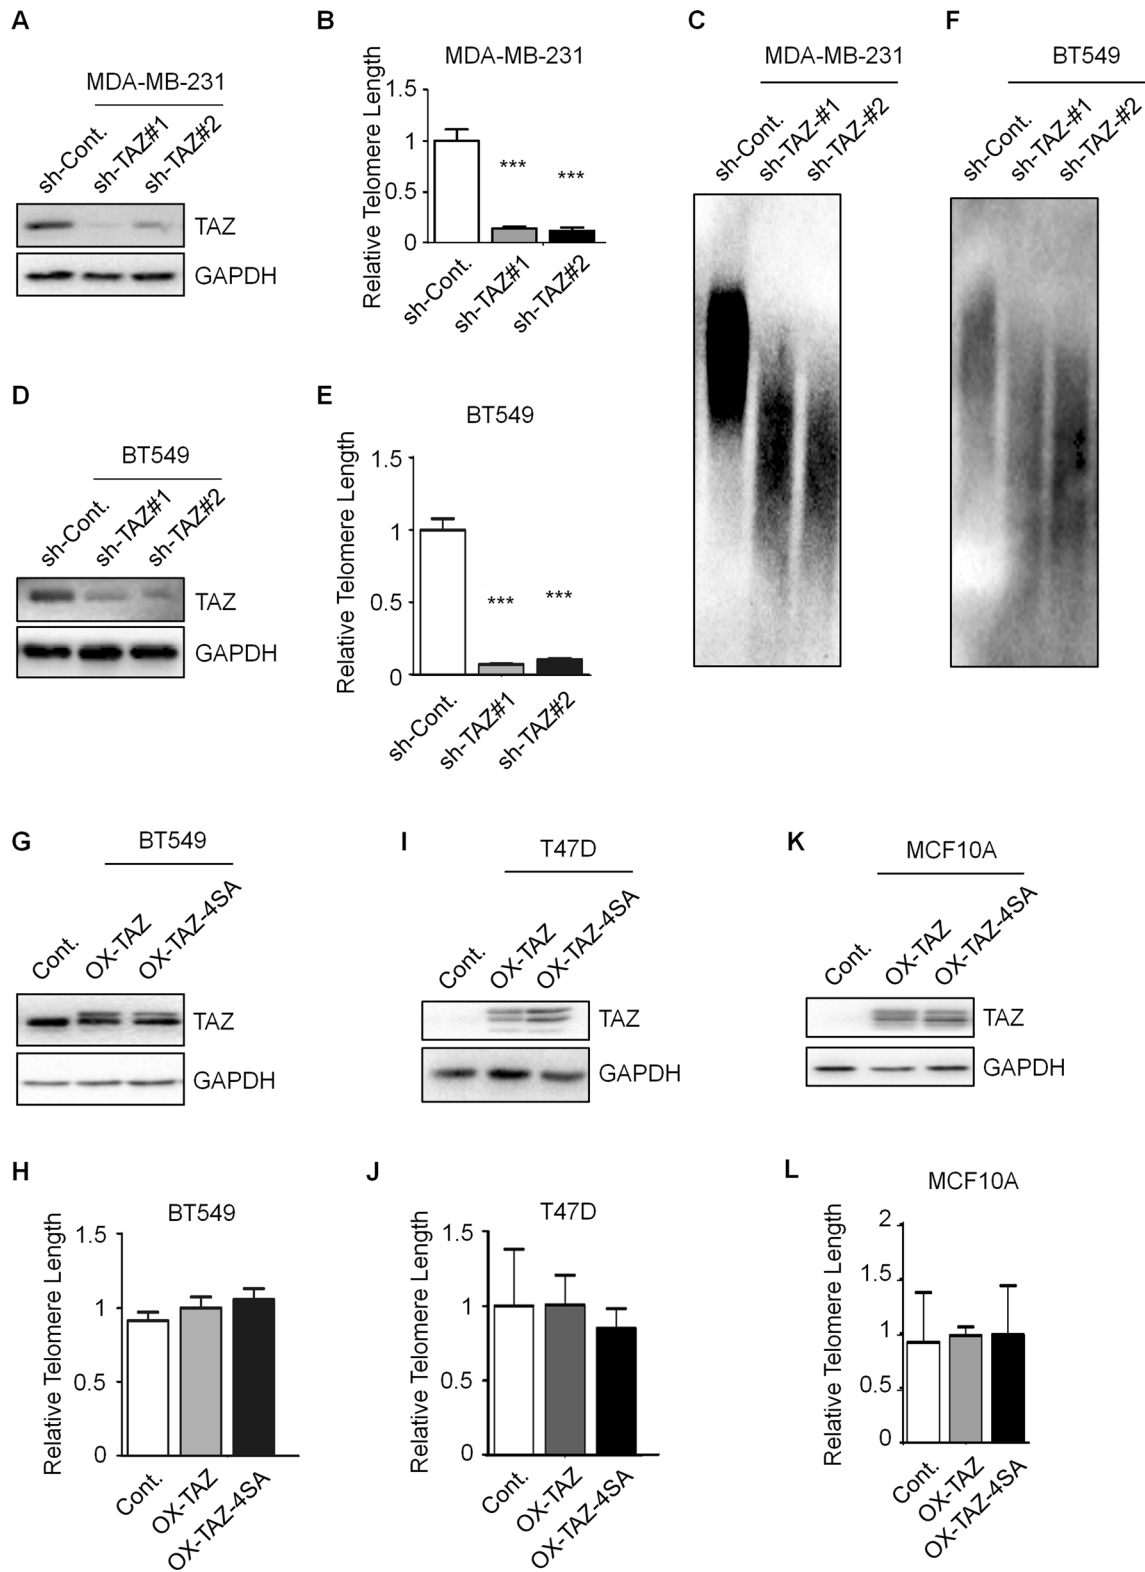 A
MDA-MB-231
sh-Cont.
sh-TAZ#1
sh-TAZ#2
TAZ
GAPDH
B
MDA-MB-231
Relative Telomere Length
1.5
1
0.5
0
***
***
sh-Cont.
sh-TAZ#1
sh-TAZ#2
C
MDA-MB-231
sh-Cont.
sh-TAZ-#1
sh-TAZ-#2
F
BT549
sh-Cont.
sh-TAZ-#1
sh-TAZ-#2
D
BT549
sh-Cont.
sh-TAZ#1
sh-TAZ#2
TAZ
GAPDH
E
BT549
Relative Telomere Length
1.5
1
0.5
0
***
***
sh-Cont.
sh-TAZ#1
sh-TAZ#2
G
BT549
Cont.
OX-TAZ
OX-TAZ-4SA
TAZ
GAPDH
I
T47D
Cont.
OX-TAZ
OX-TAZ-4SA
TAZ
GAPDH
K
MCF10A
Cont.
OX-TAZ
OX-TAZ-4SA
TAZ
GAPDH
H
BT549
Relative Telomere Length
1.5
1
0.5
0
Cont.
OX-TAZ
OX-TAZ-4SA
J
T47D
Relative Telomere Length
1.5
1
0.5
0
Cont.
OX-TAZ
OX-TAZ-4SA
L
MCF10A
Relative Telomere Length
2
1.5
1
0.5
0
Cont.
OX-TAZ
OX-TAZ-4SA